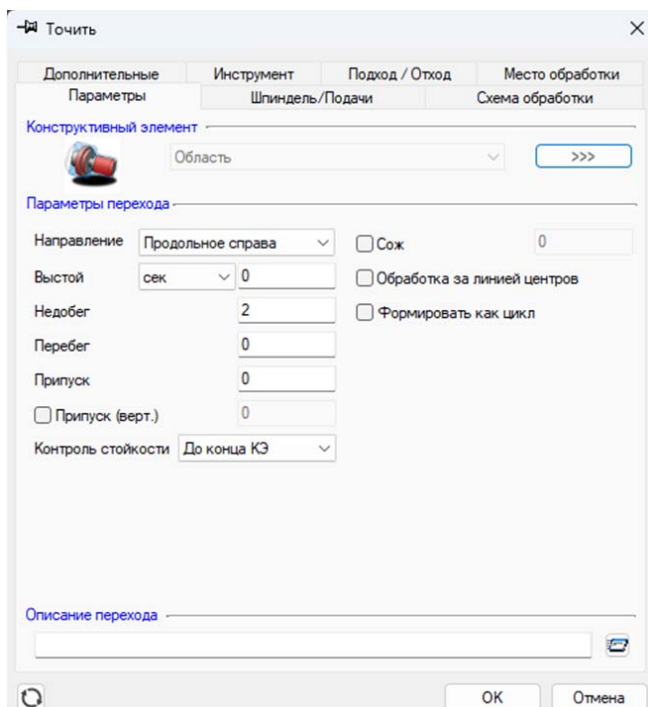 Точить
Дополнительные Инструмент Подход / Отход Место обработки
Параметры Шпиндель/Подачи Схема обработки
Конструктивный элемент
Область >>>
Параметры перехода
Направление Продольное справа Сож 0
Выстой сек 0 Обработка за линией центров
Недобег 2 Формировать как цикл
Перебег 0
Припуск 0
Припуск (верт.) 0
Контроль стойкости До конца КЭ
Описание перехода
OK Отмена